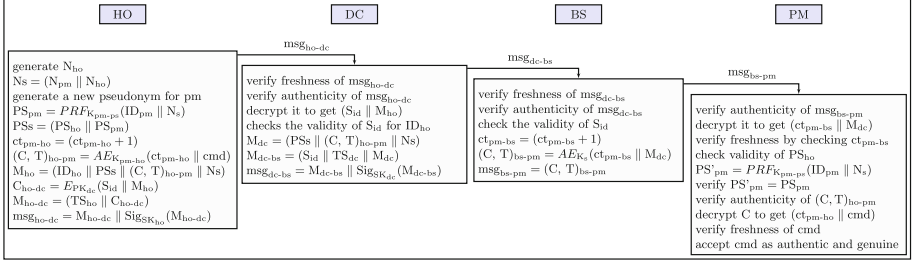 HO
DC
BS
PM
msg_ho-dc
generate N_ho
Ns = (N_pm ‖ N_ho)
generate a new pseudonym for pm
PS_pm = PRF_K_pm-ps(ID_pm ‖ N_s)
PSs = (PS_ho ‖ PS_pm)
ct_pm-ho = (ct_pm-ho + 1)
(C, T)_ho-pm = AE_K_pm-ho(ct_pm-ho ‖ cmd)
M_ho = (ID_ho ‖ PSs ‖ (C, T)_ho-pm ‖ Ns)
C_ho-dc = E_PK_dc(S_id ‖ M_ho)
M_ho-dc = (TS_ho ‖ C_ho-dc)
msg_ho-dc = M_ho-dc ‖ Sig_SK_ho(M_ho-dc)
msg_dc-bs
verify freshness of msg_ho-dc
verify authenticity of msg_ho-dc
decrypt it to get (S_id ‖ M_ho)
checks the validity of S_id for ID_ho
M_dc = (PSs ‖ (C, T)_ho-pm ‖ Ns)
M_dc-bs = (S_id ‖ TS_dc ‖ M_dc)
msg_dc-bs = M_dc-bs ‖ Sig_SK_dc(M_dc-bs)
msg_bs-pm
verify freshness of msg_dc-bs
verify authenticity of msg_dc-bs
check the validity of S_id
ct_pm-bs = (ct_pm-bs + 1)
(C, T)_bs-pm = AE_K_s(ct_pm-bs ‖ M_dc)
msg_bs-pm = (C, T)_bs-pm
verify authenticity of msg_bs-pm
decrypt it to get (ct_pm-bs ‖ M_dc)
verify freshness by checking ct_pm-bs
check validity of PS_ho
PS'_pm = PRF_K_pm-ps(ID_pm ‖ N_s)
verify PS'_pm = PS_pm
verify authenticity of (C, T)_ho-pm
decrypt C to get (ct_pm-ho ‖ cmd)
verify freshness of cmd
accept cmd as authentic and genuine